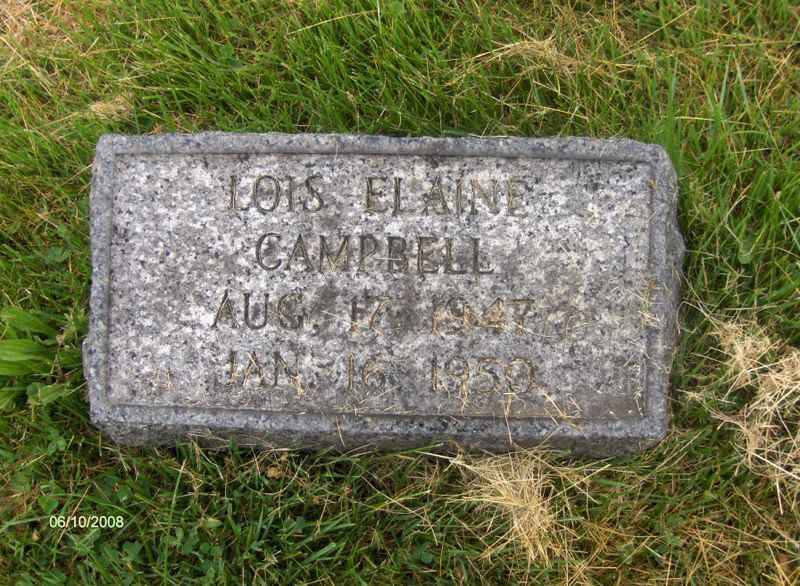 LOIS ELAINE
CAMPBELL
AUG. 17, 1947
JAN. 16, 1950
06/10/2008